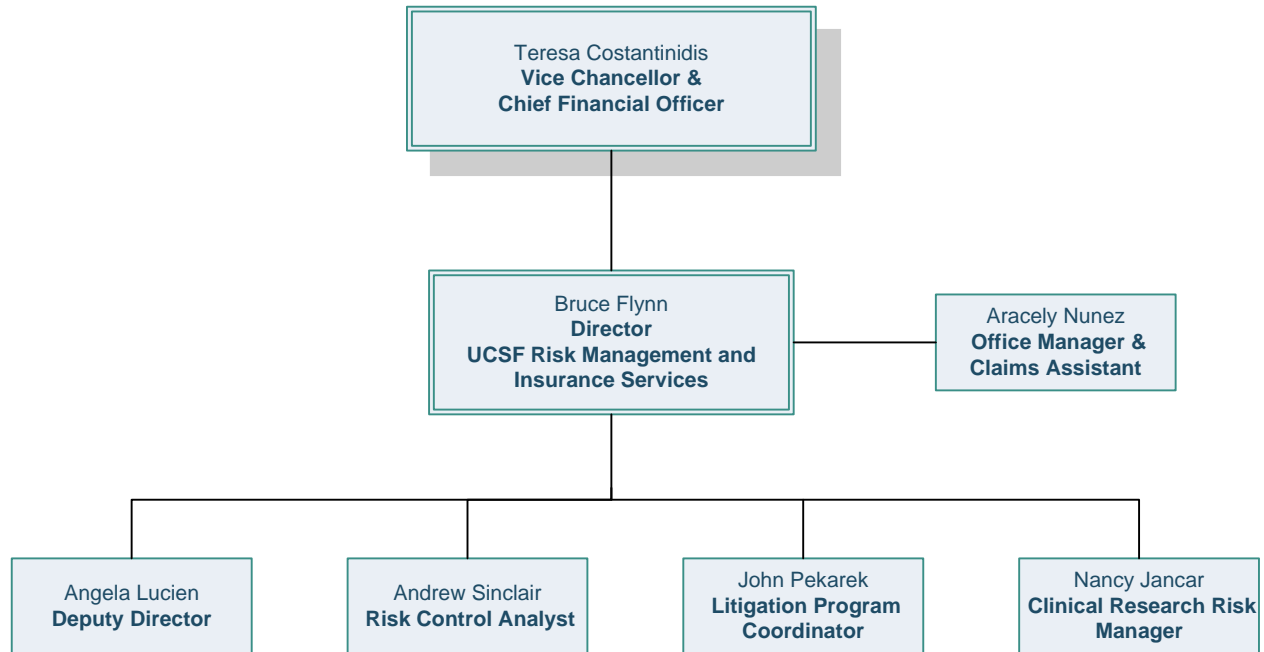 Teresa Costantinidis
Vice Chancellor &
Chief Financial Officer
Bruce Flynn
Director
UCSF Risk Management and
Insurance Services
Aracely Nunez
Office Manager &
Claims Assistant
Angela Lucien
Deputy Director
Andrew Sinclair
Risk Control Analyst
John Pekarek
Litigation Program
Coordinator
Nancy Jancar
Clinical Research Risk
Manager